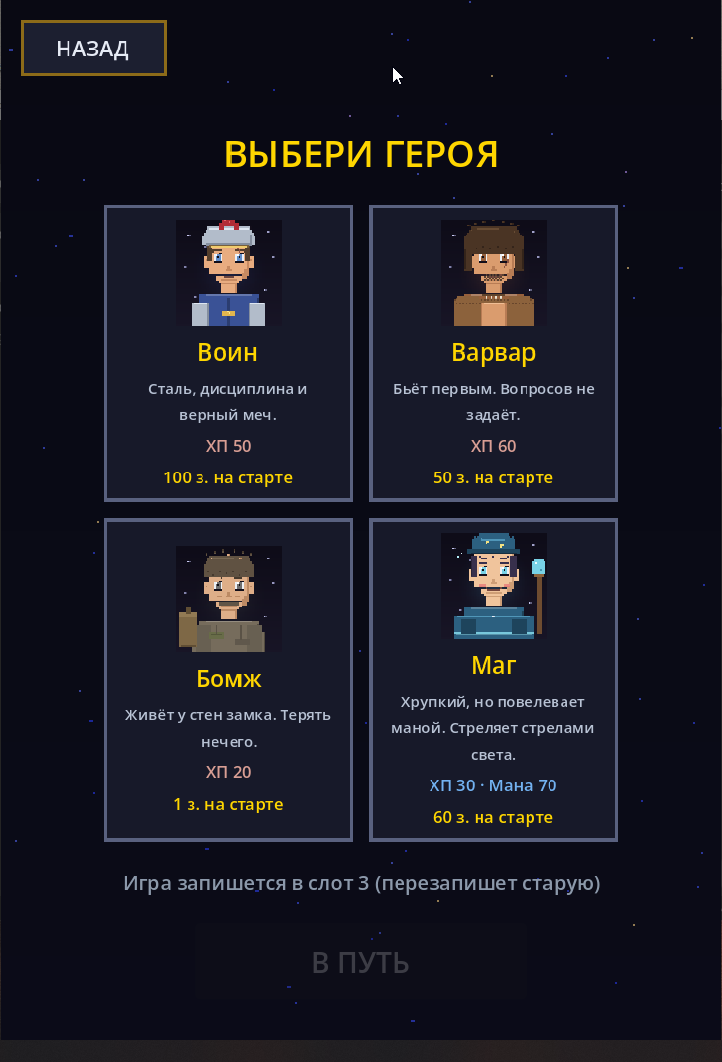 НАЗАД
ВЫБЕРИ ГЕРОЯ
Воин
Сталь, дисциплина и
верный меч.
ХП 50
100 з. на старте
Варвар
Бьёт первым. Вопросов не
задаёт.
ХП 60
50 з. на старте
Бомж
Живёт у стен замка. Терять
нечего.
ХП 20
1 з. на старте
Маг
Хрупкий, но повелевает
маной. Стреляет стрелами
света.
ХП 30 · Мана 70
60 з. на старте
Игра запишется в слот 3 (перезапишет старую)
В ПУТЬ